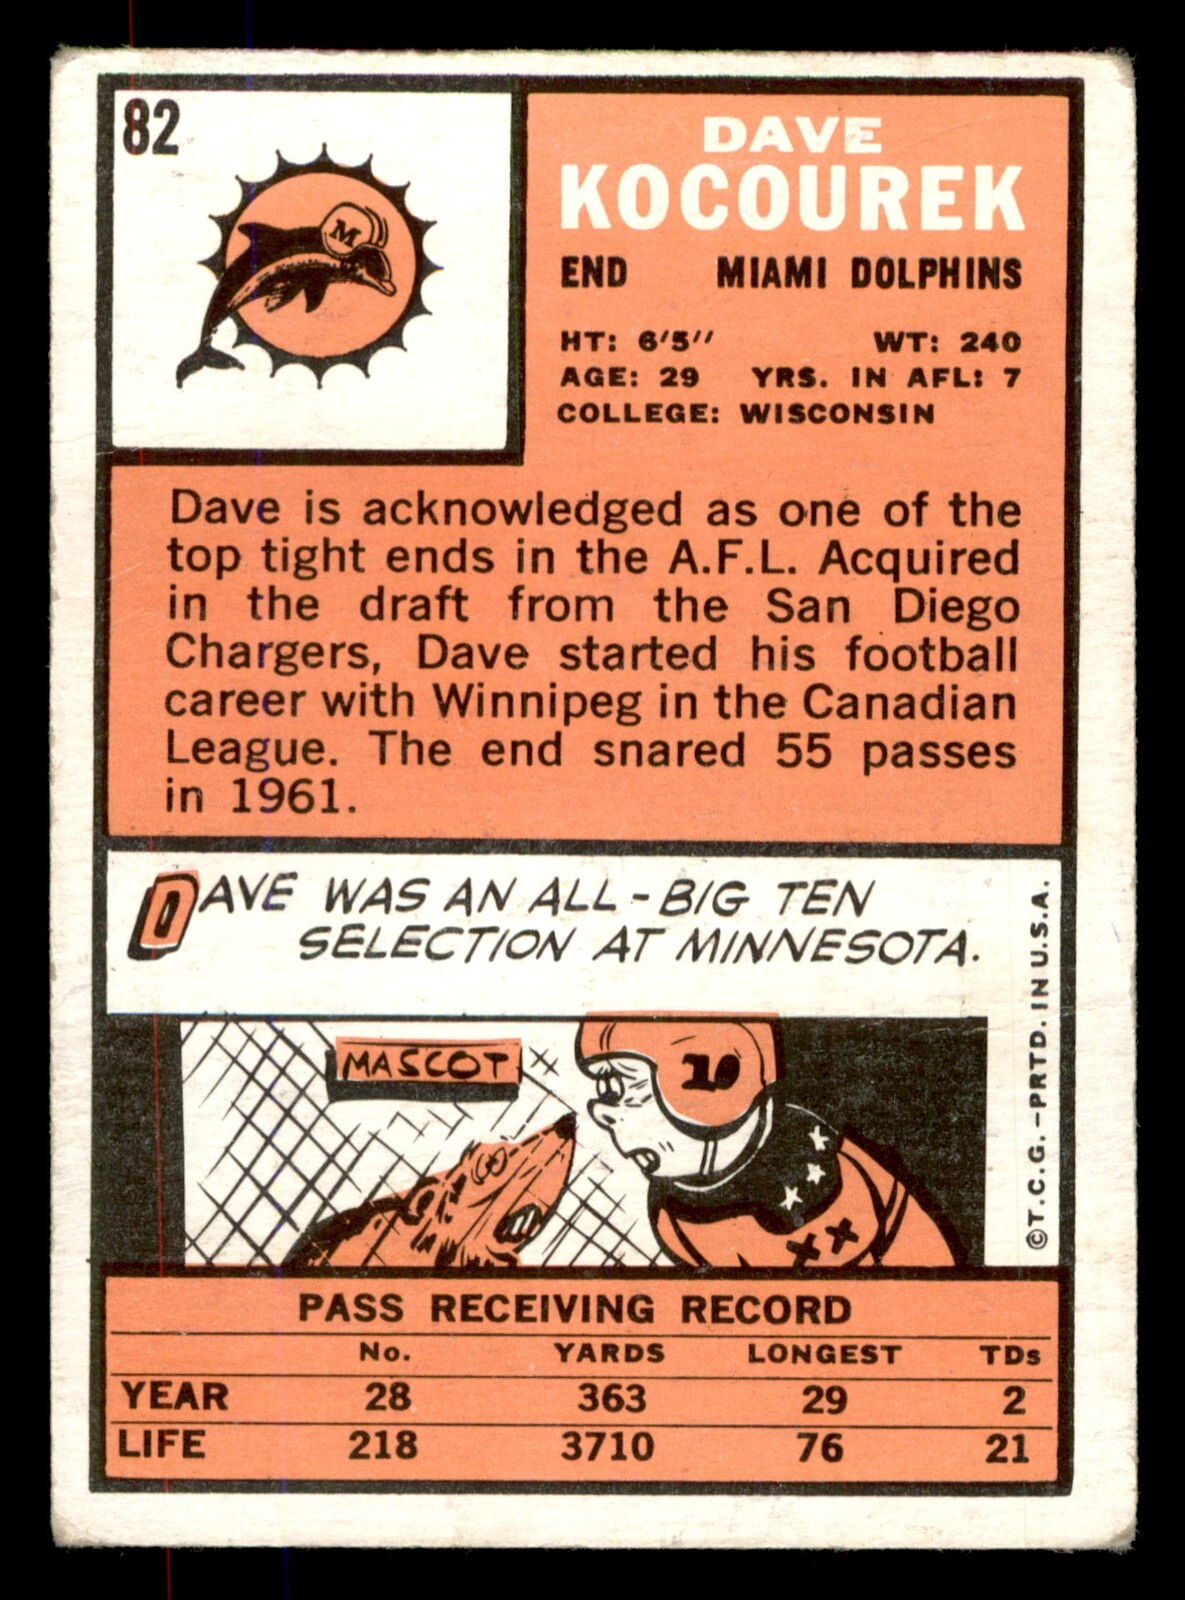 82
M
DAVE
KOCOUREK
END MIAMI DOLPHINS
HT: 6'5" WT: 240
AGE: 29 YRS. IN AFL: 7
COLLEGE: WISCONSIN
Dave is acknowledged as one of the
top tight ends in the A.F.L. Acquired
in the draft from the San Diego
Chargers, Dave started his football
career with Winnipeg in the Canadian
League. The end snared 55 passes
in 1961.
DAVE WAS AN ALL-BIG TEN
SELECTION AT MINNESOTA.
©T.C.G.-PRTD. IN U.S.A.
MASCOT
10
PASS RECEIVING RECORD
No. YARDS LONGEST TDs
YEAR 28 363 29 2
LIFE 218 3710 76 21